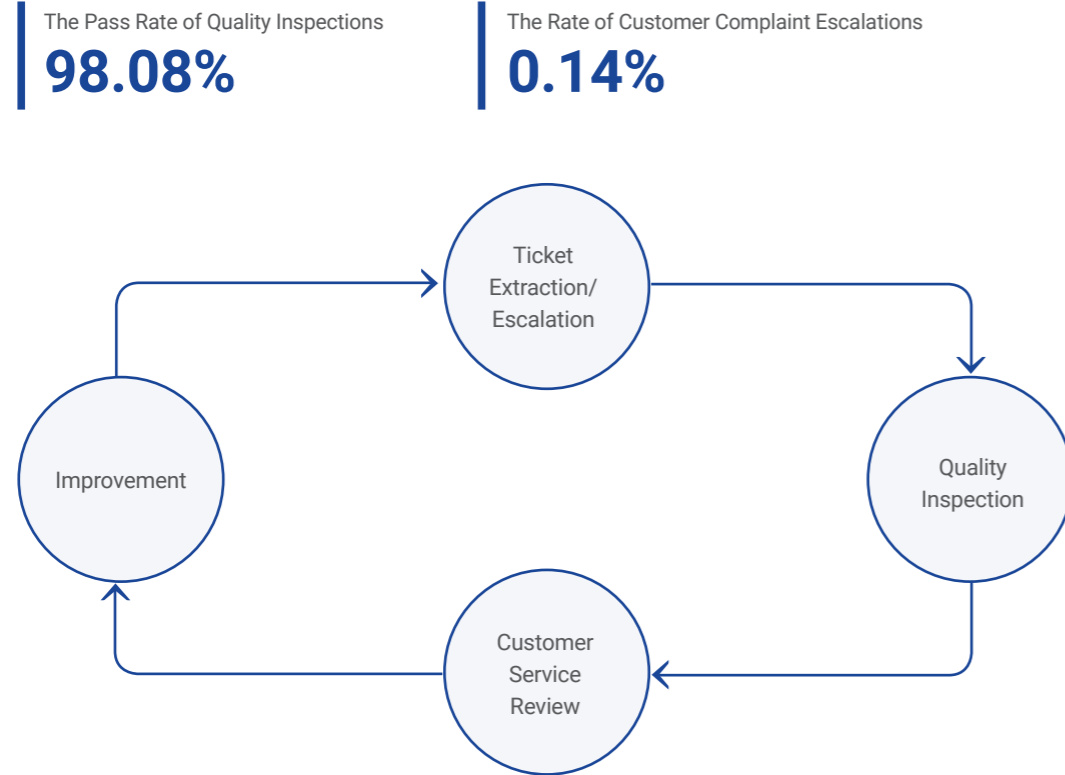 The Pass Rate of Quality Inspections
98.08%
The Rate of Customer Complaint Escalations
0.14%
Ticket
Extraction/
Escalation
Improvement
Quality
Inspection
Customer
Service
Review